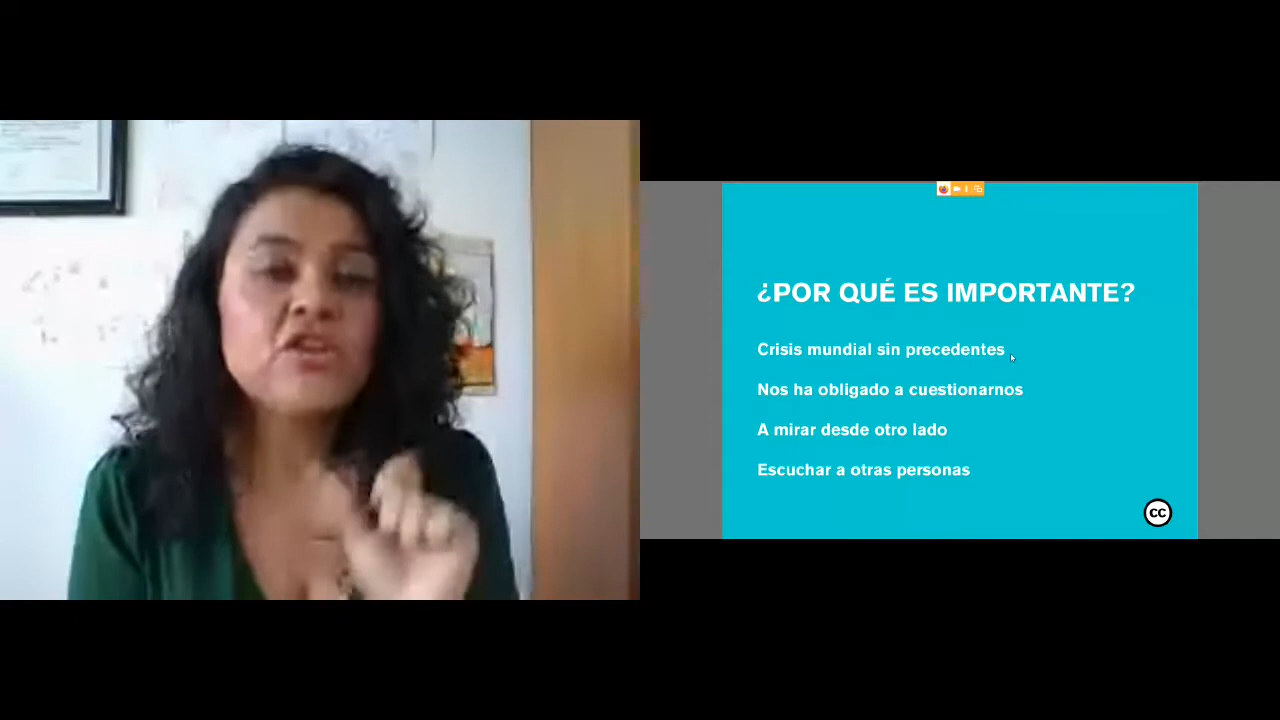 ¿POR QUÉ ES IMPORTANTE?
Crisis mundial sin precedentes
Nos ha obligado a cuestionarnos
A mirar desde otro lado
Escuchar a otras personas
cc